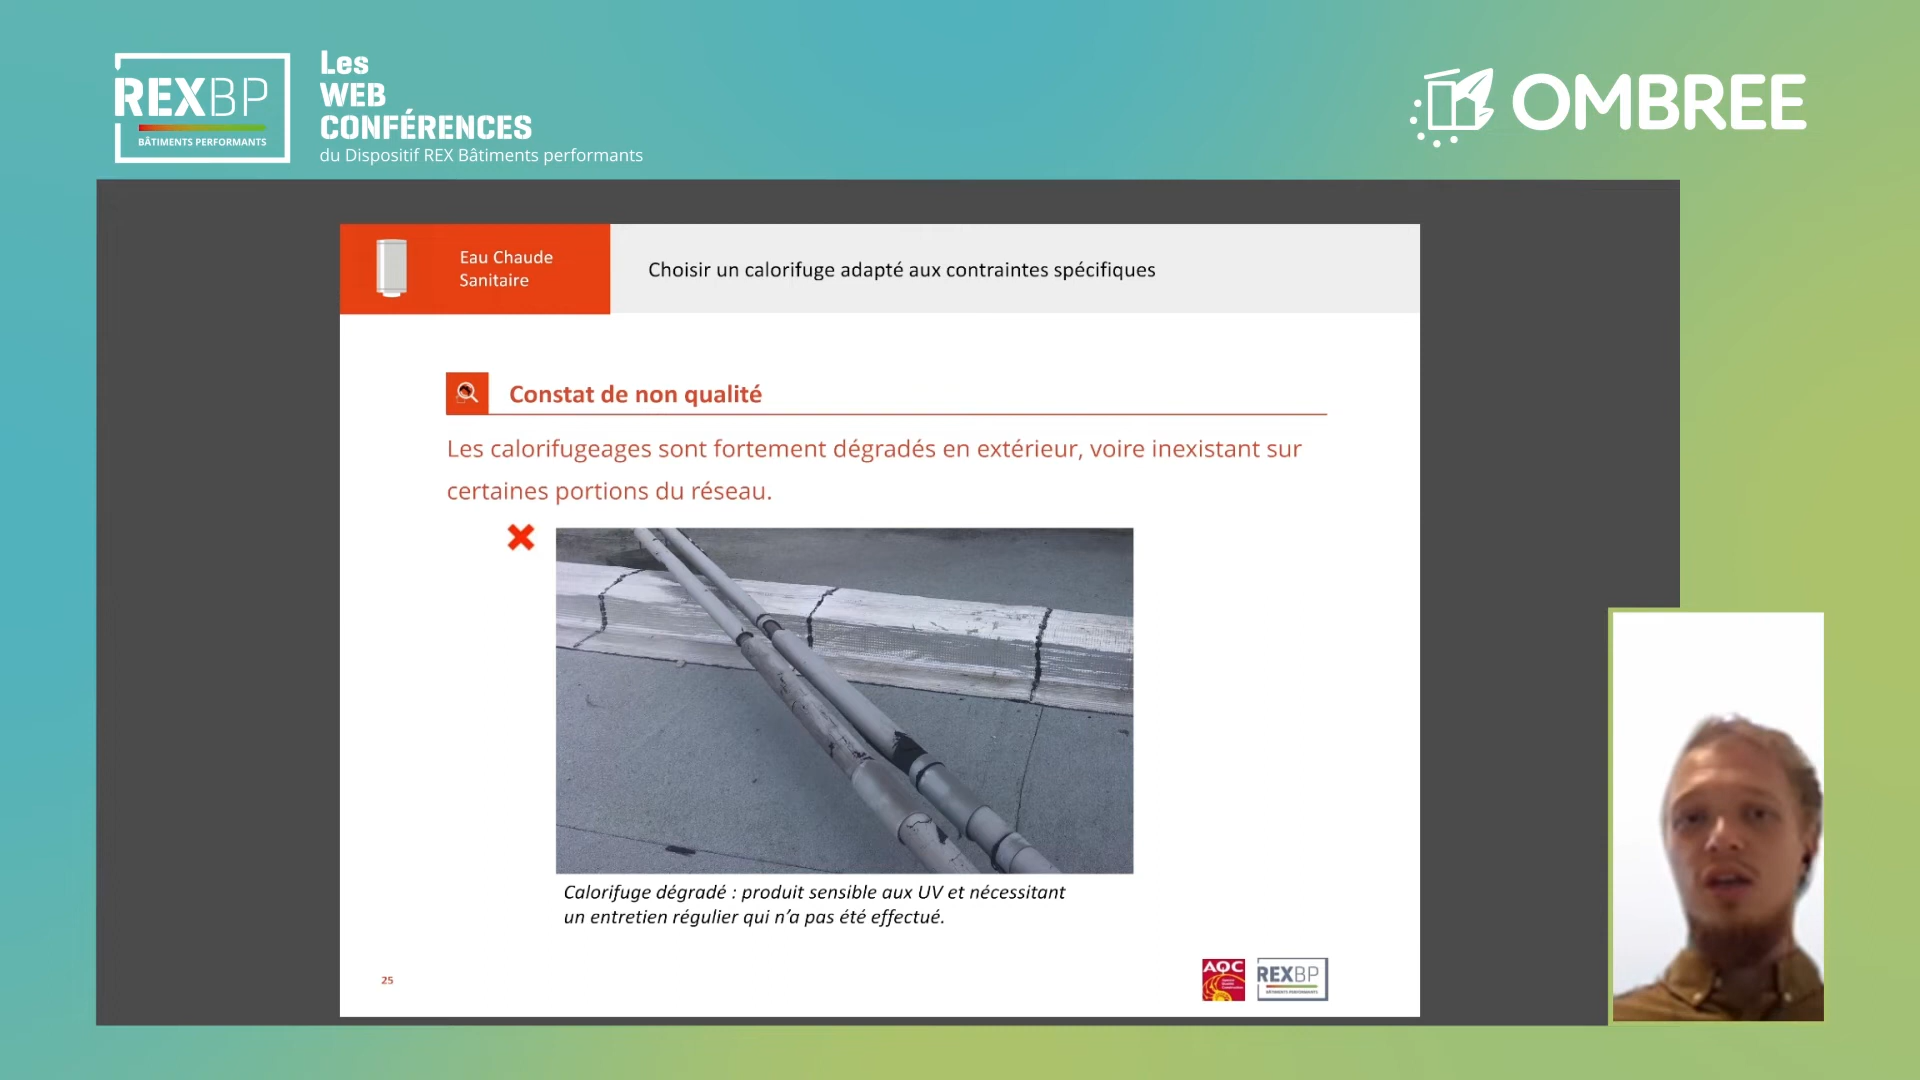 REXBP
BÂTIMENTS PERFORMANTS
Les
WEB
CONFÉRENCES
du Dispositif REX Bâtiments performants
OMBREE
Eau Chaude
Sanitaire
Choisir un calorifuge adapté aux contraintes spécifiques
Constat de non qualité
Les calorifugeages sont fortement dégradés en extérieur, voire inexistant sur
certaines portions du réseau.
Calorifuge dégradé : produit sensible aux UV et nécessitant
un entretien régulier qui n’a pas été effectué.
25
AQC
REXBP
BÂTIMENTS PERFORMANTS